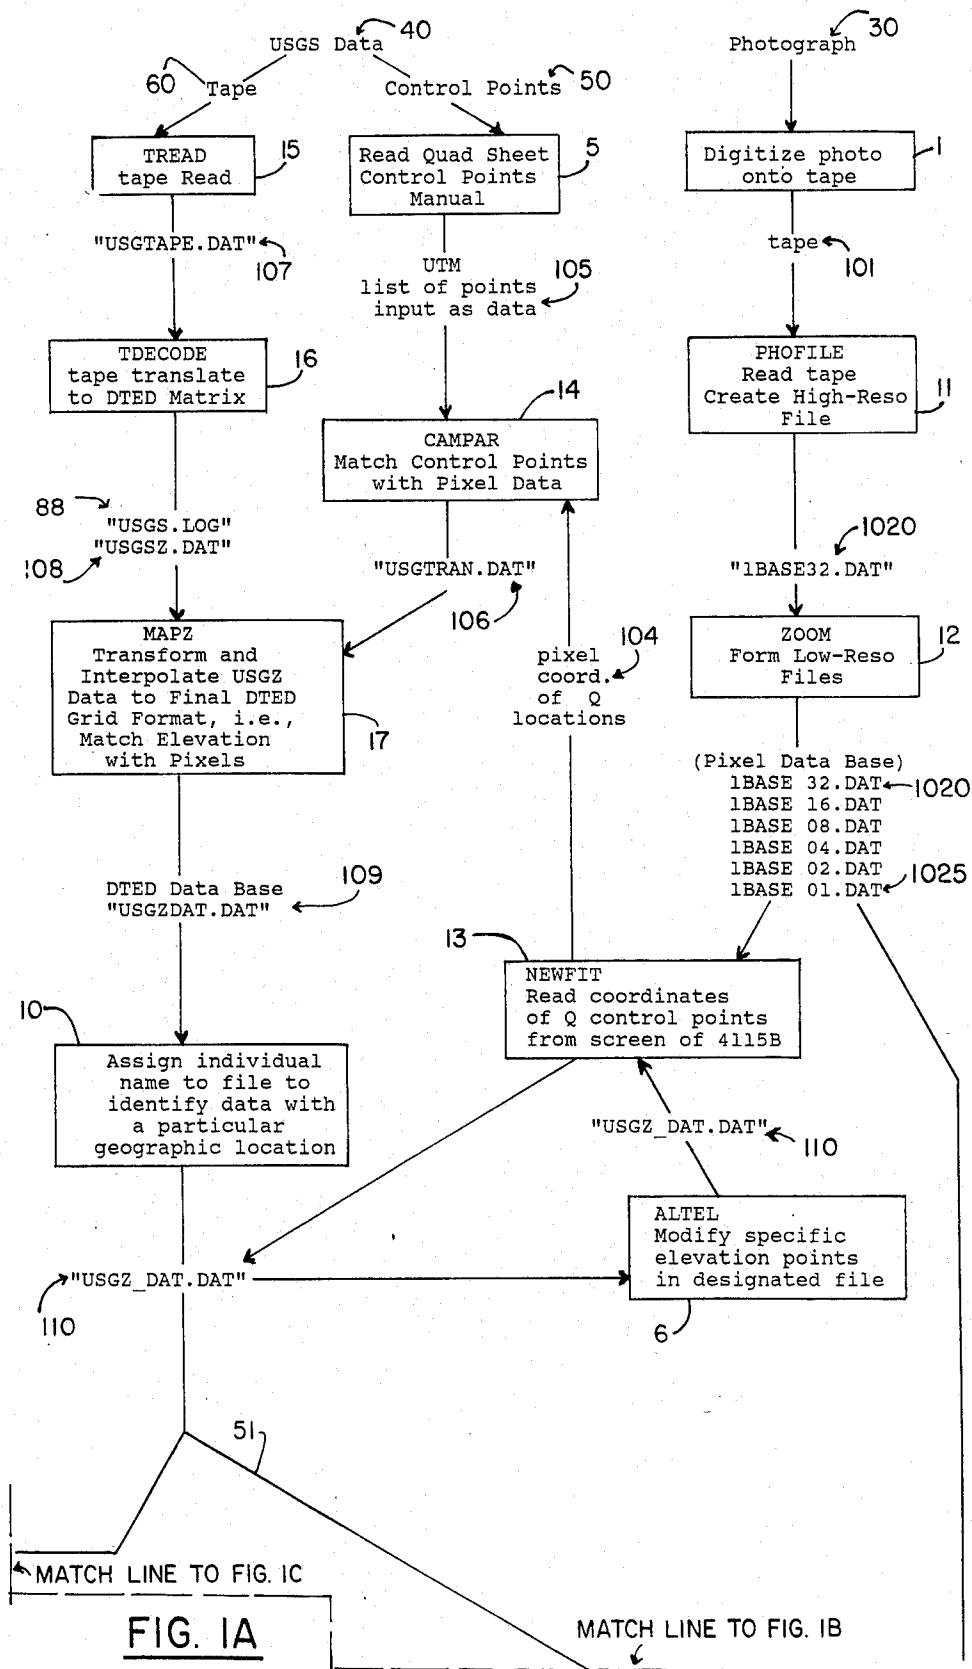 USGS Data
40
60
Tape
Control Points
50
Photograph
30
TREAD
tape Read
15
Read Quad Sheet
Control Points
Manual
5
Digitize photo
onto tape
1
"USGTAPE.DAT"
107
UTM
list of points
input as data
105
tape
101
TDECODE
tape translate
to DTED Matrix
16
CAMPAR
Match Control Points
with Pixel Data
14
PHOFILE
Read tape
Create High-Reso
File
11
88
"USGS.LOG"
"USGSZ.DAT"
108
"USGTRAN.DAT"
106
1020
"1BASE32.DAT"
MAPZ
Transform and
Interpolate USGZ
Data to Final DTED
Grid Format, i.e.,
Match Elevation
with Pixels
17
104
pixel
coord.
of Q
locations
ZOOM
Form Low-Reso
Files
12
(Pixel Data Base)
1BASE 32.DAT
1020
1BASE 16.DAT
1BASE 08.DAT
1BASE 04.DAT
1BASE 02.DAT
1BASE 01.DAT
1025
DTED Data Base
"USGZDAT.DAT"
109
13
NEWFIT
Read coordinates
of Q control points
from screen of 4115B
10
Assign individual
name to file to
identify data with
a particular
geographic location
"USGZ_DAT.DAT"
110
ALTEL
Modify specific
elevation points
in designated file
6
"USGZ_DAT.DAT"
110
51
MATCH LINE TO FIG. 1C
FIG. 1A
MATCH LINE TO FIG. 1B